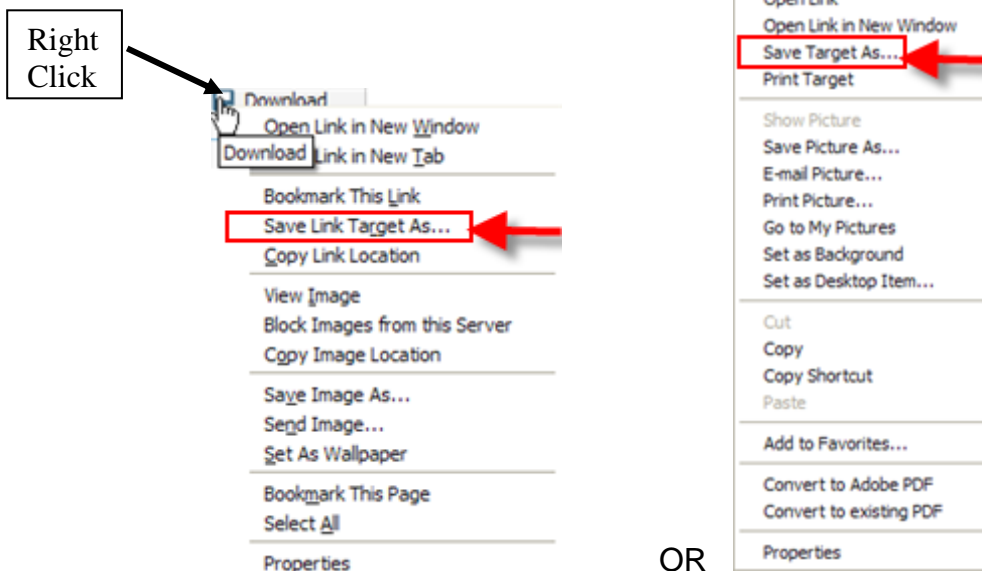 Right
Click
Download
Open Link in New Window
Download
Link in New Tab
Bookmark This Link
Save Link Target As...
Copy Link Location
View Image
Block Images from this Server
Copy Image Location
Save Image As...
Send Image...
Set As Wallpaper
Bookmark This Page
Select All
Properties
OR
Open Link
Open Link in New Window
Save Target As...
Print Target
Show Picture
Save Picture As...
E-mail Picture...
Print Picture...
Go to My Pictures
Set as Background
Set as Desktop Item...
Cut
Copy
Copy Shortcut
Paste
Add to Favorites...
Convert to Adobe PDF
Convert to existing PDF
Properties